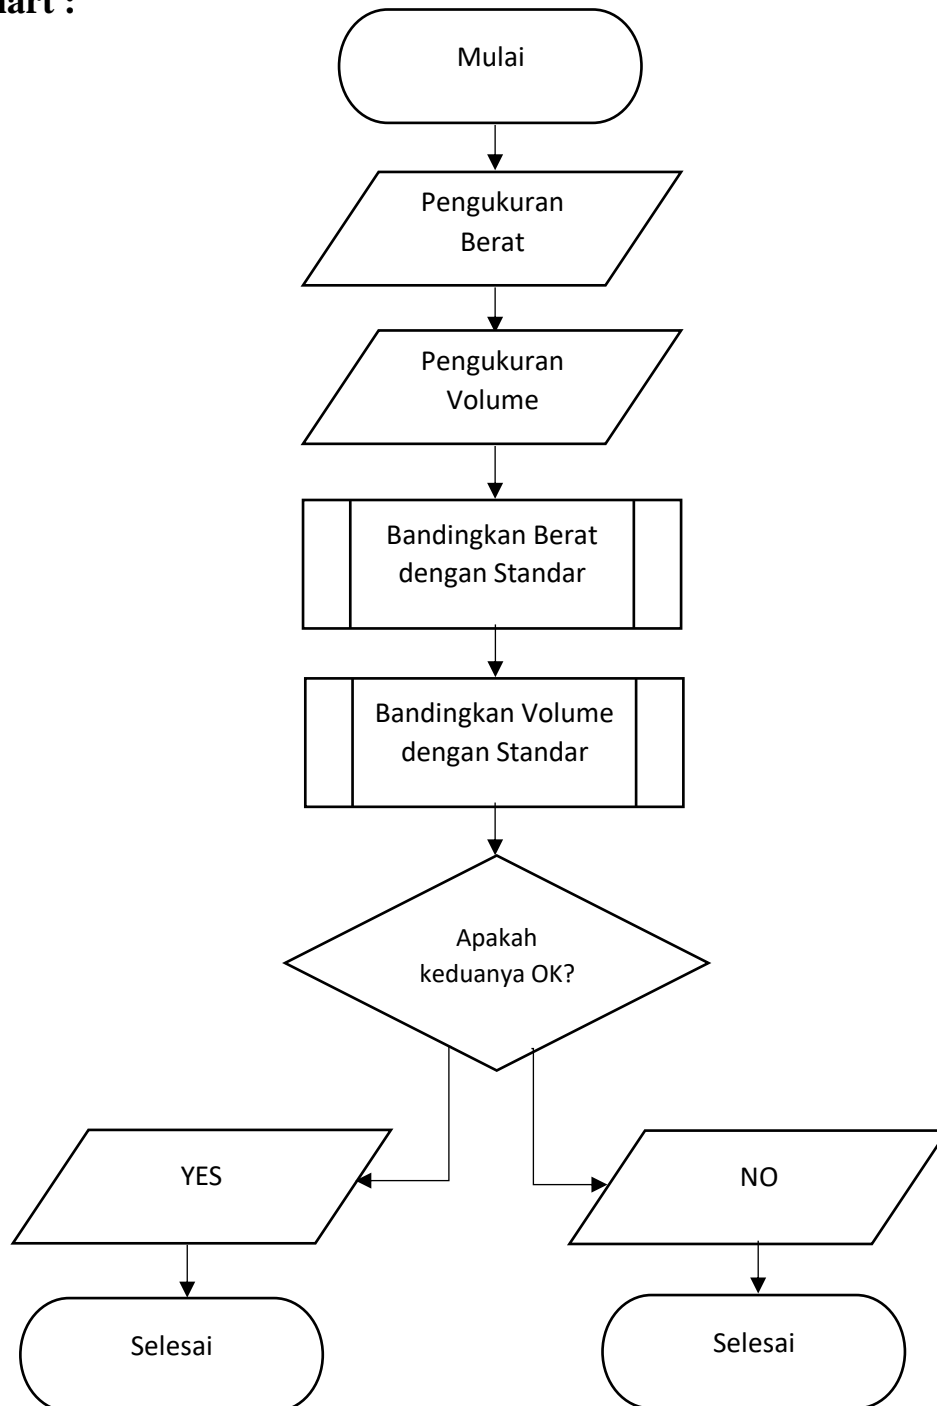 art :
Mulai
Pengukuran
Berat
Pengukuran
Volume
Bandingkan Berat
dengan Standar
Bandingkan Volume
dengan Standar
Apakah
keduanya OK?
YES
NO
Selesai
Selesai